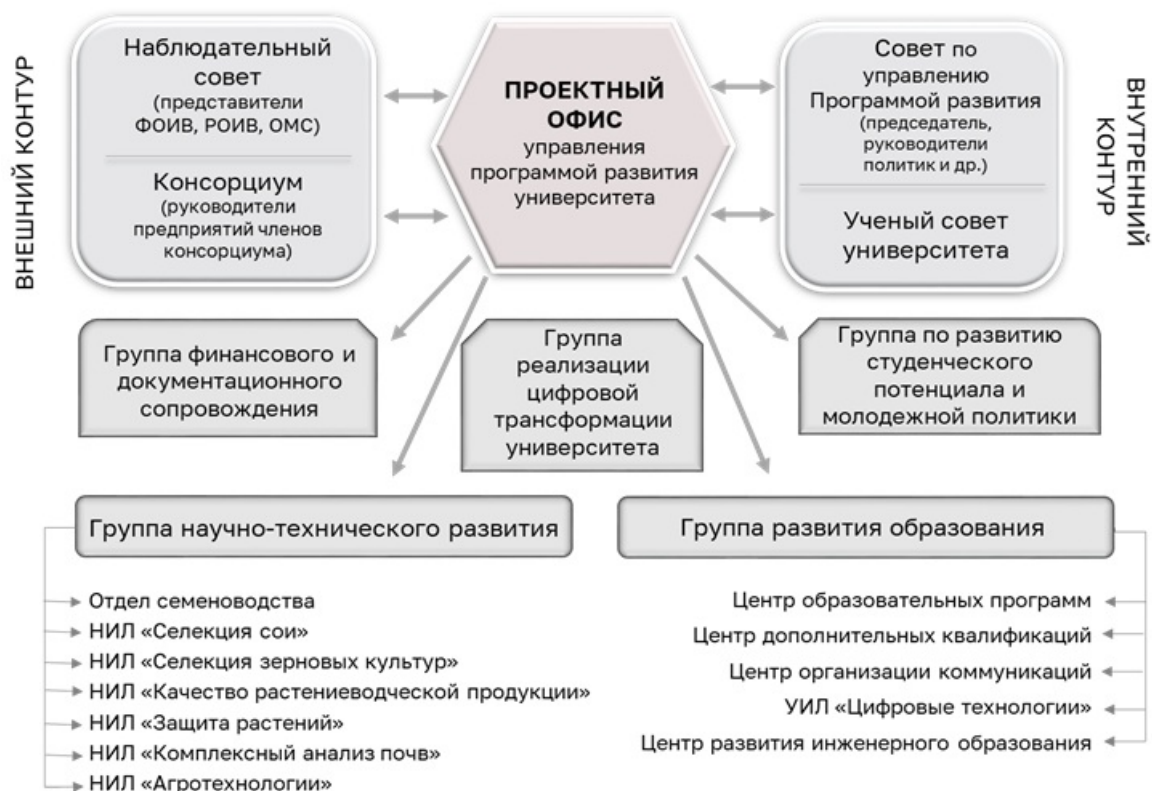 ВНЕШНИЙ КОНТУР
Наблюдательный
совет
(представители
ФОИВ, РОИВ, ОМС)
Консорциум
(руководители
предприятий членов
консорциума)
ПРОЕКТНЫЙ
ОФИС
управления
программой развития
университета
Совет по
управлению
Программой развития
(председатель,
руководители
политик и др.)
Ученый совет
университета
ВНУТРЕННИЙ
КОНТУР
Группа финансового и
документационного
сопровождения
Группа
реализации
цифровой
трансформации
университета
Группа по развитию
студенческого
потенциала и
молодежной политики
Группа научно-технического развития
Отдел семеноводства
НИЛ «Селекция сои»
НИЛ «Селекция зерновых культур»
НИЛ «Качество растениеводческой продукции»
НИЛ «Защита растений»
НИЛ «Комплексный анализ почв»
НИЛ «Агротехнологии»
Группа развития образования
Центр образовательных программ
Центр дополнительных квалификаций
Центр организации коммуникаций
УИЛ «Цифровые технологии»
Центр развития инженерного образования